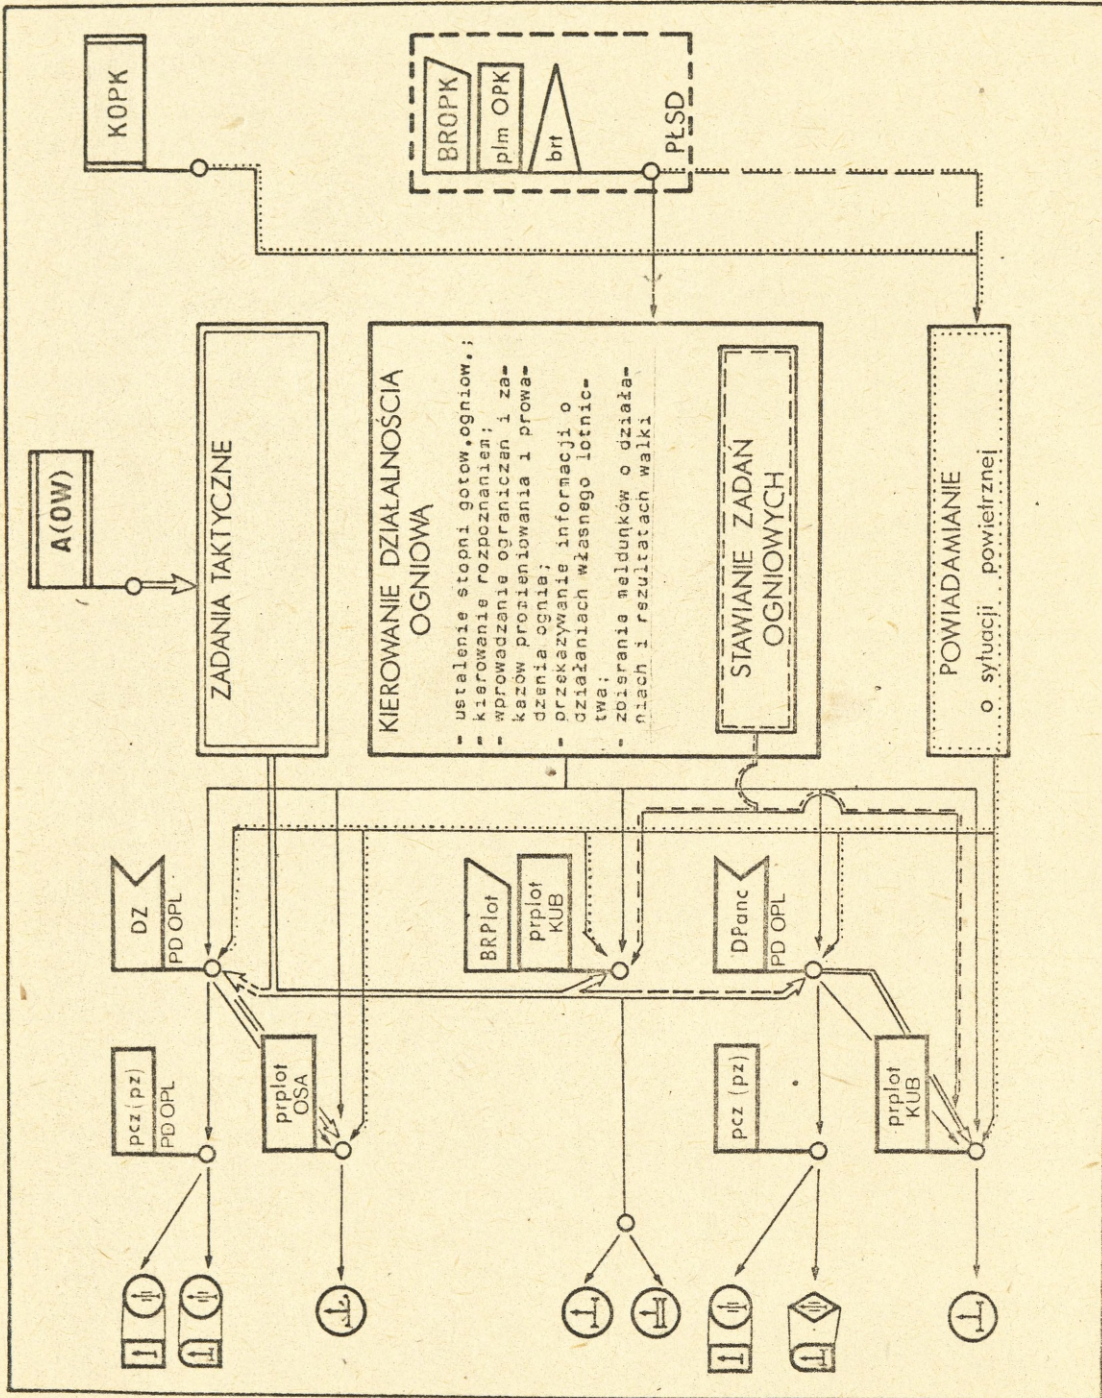 KOPK
BROPK
plm OPK
brt
PŁSD
A(OW)
ZADANIA TAKTYCZNE
KIEROWANIE DZIAŁALNOŚCIĄ
OGNIOWĄ
- ustalenie stopni gotow.ogniow.;
- kierowanie rozpoznaniem;
- wprowadzanie ograniczeń i za-
kazów promieniowania i prowa-
dzenia ognia;
- przekazywanie informacji o
działaniach własnego lotnic-
twa;
- zbierania meldunków o działa-
niach i rezultatach walki
STAWIANIE ZADAŃ
OGNIOWYCH
POWIADAMIANIE
o sytuacji powietrznej
DZ
PD OPL
BRPlot
prplot
KUB
DPanc
PD OPL
pcz (pz)
PD OPL
prplot
OSA
pcz (pz)
prplot
KUB